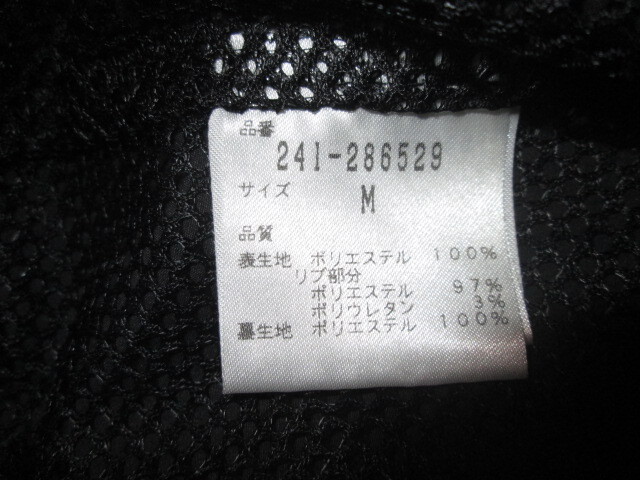 品番
241-286529
サイズ
M
品質
表生地 ポリエステル 100%
リブ部分
ポリエステル 97%
ポリウレタン 3%
裏生地 ポリエステル 100%